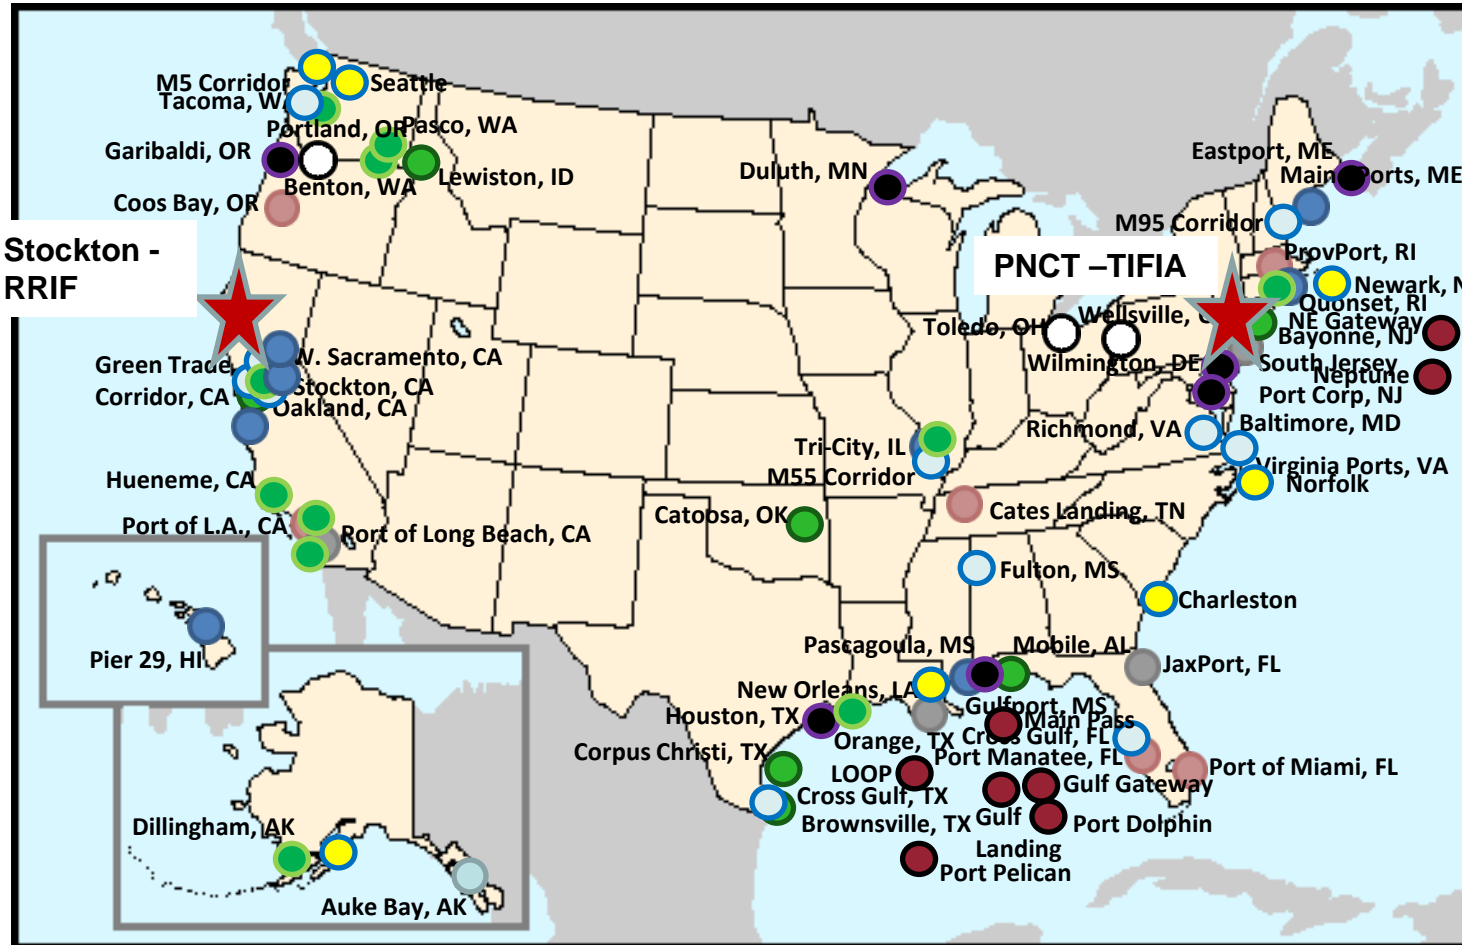 M5 Corridor
Seattle
Tacoma, WA
Portland, OR
Pasco, WA
Garibaldi, OR
Benton, WA
Lewiston, ID
Coos Bay, OR
Stockton -
RRIF
Green Trade
Corridor, CA
W. Sacramento, CA
Stockton, CA
Oakland, CA
Hueneme, CA
Port of L.A., CA
Port of Long Beach, CA
Pier 29, HI
Dillingham, AK
Auke Bay, AK
Duluth, MN
Eastport, ME
Maine Ports, ME
M95 Corridor
PNCT –TIFIA
ProvPort, RI
Newark, N
Quonset, RI
NE Gateway
Bayonne, NJ
Toledo, OH
Wellsville,
Wilmington, DE
South Jersey
Port Corp, NJ
Neptune
Baltimore, MD
Richmond, VA
Virginia Ports, VA
Norfolk
Tri-City, IL
M55 Corridor
Cates Landing, TN
Catoosa, OK
Fulton, MS
Charleston
Pascagoula, MS
Mobile, AL
JaxPort, FL
New Orleans, LA
Gulfport, MS
Houston, TX
Main Pass
Orange, TX
Cross Gulf, FL
Corpus Christi, TX
Port Manatee, FL
LOOP
Port of Miami, FL
Gulf Gateway
Cross Gulf, TX
Brownsville, TX
Gulf
Landing
Port Dolphin
Port Pelican